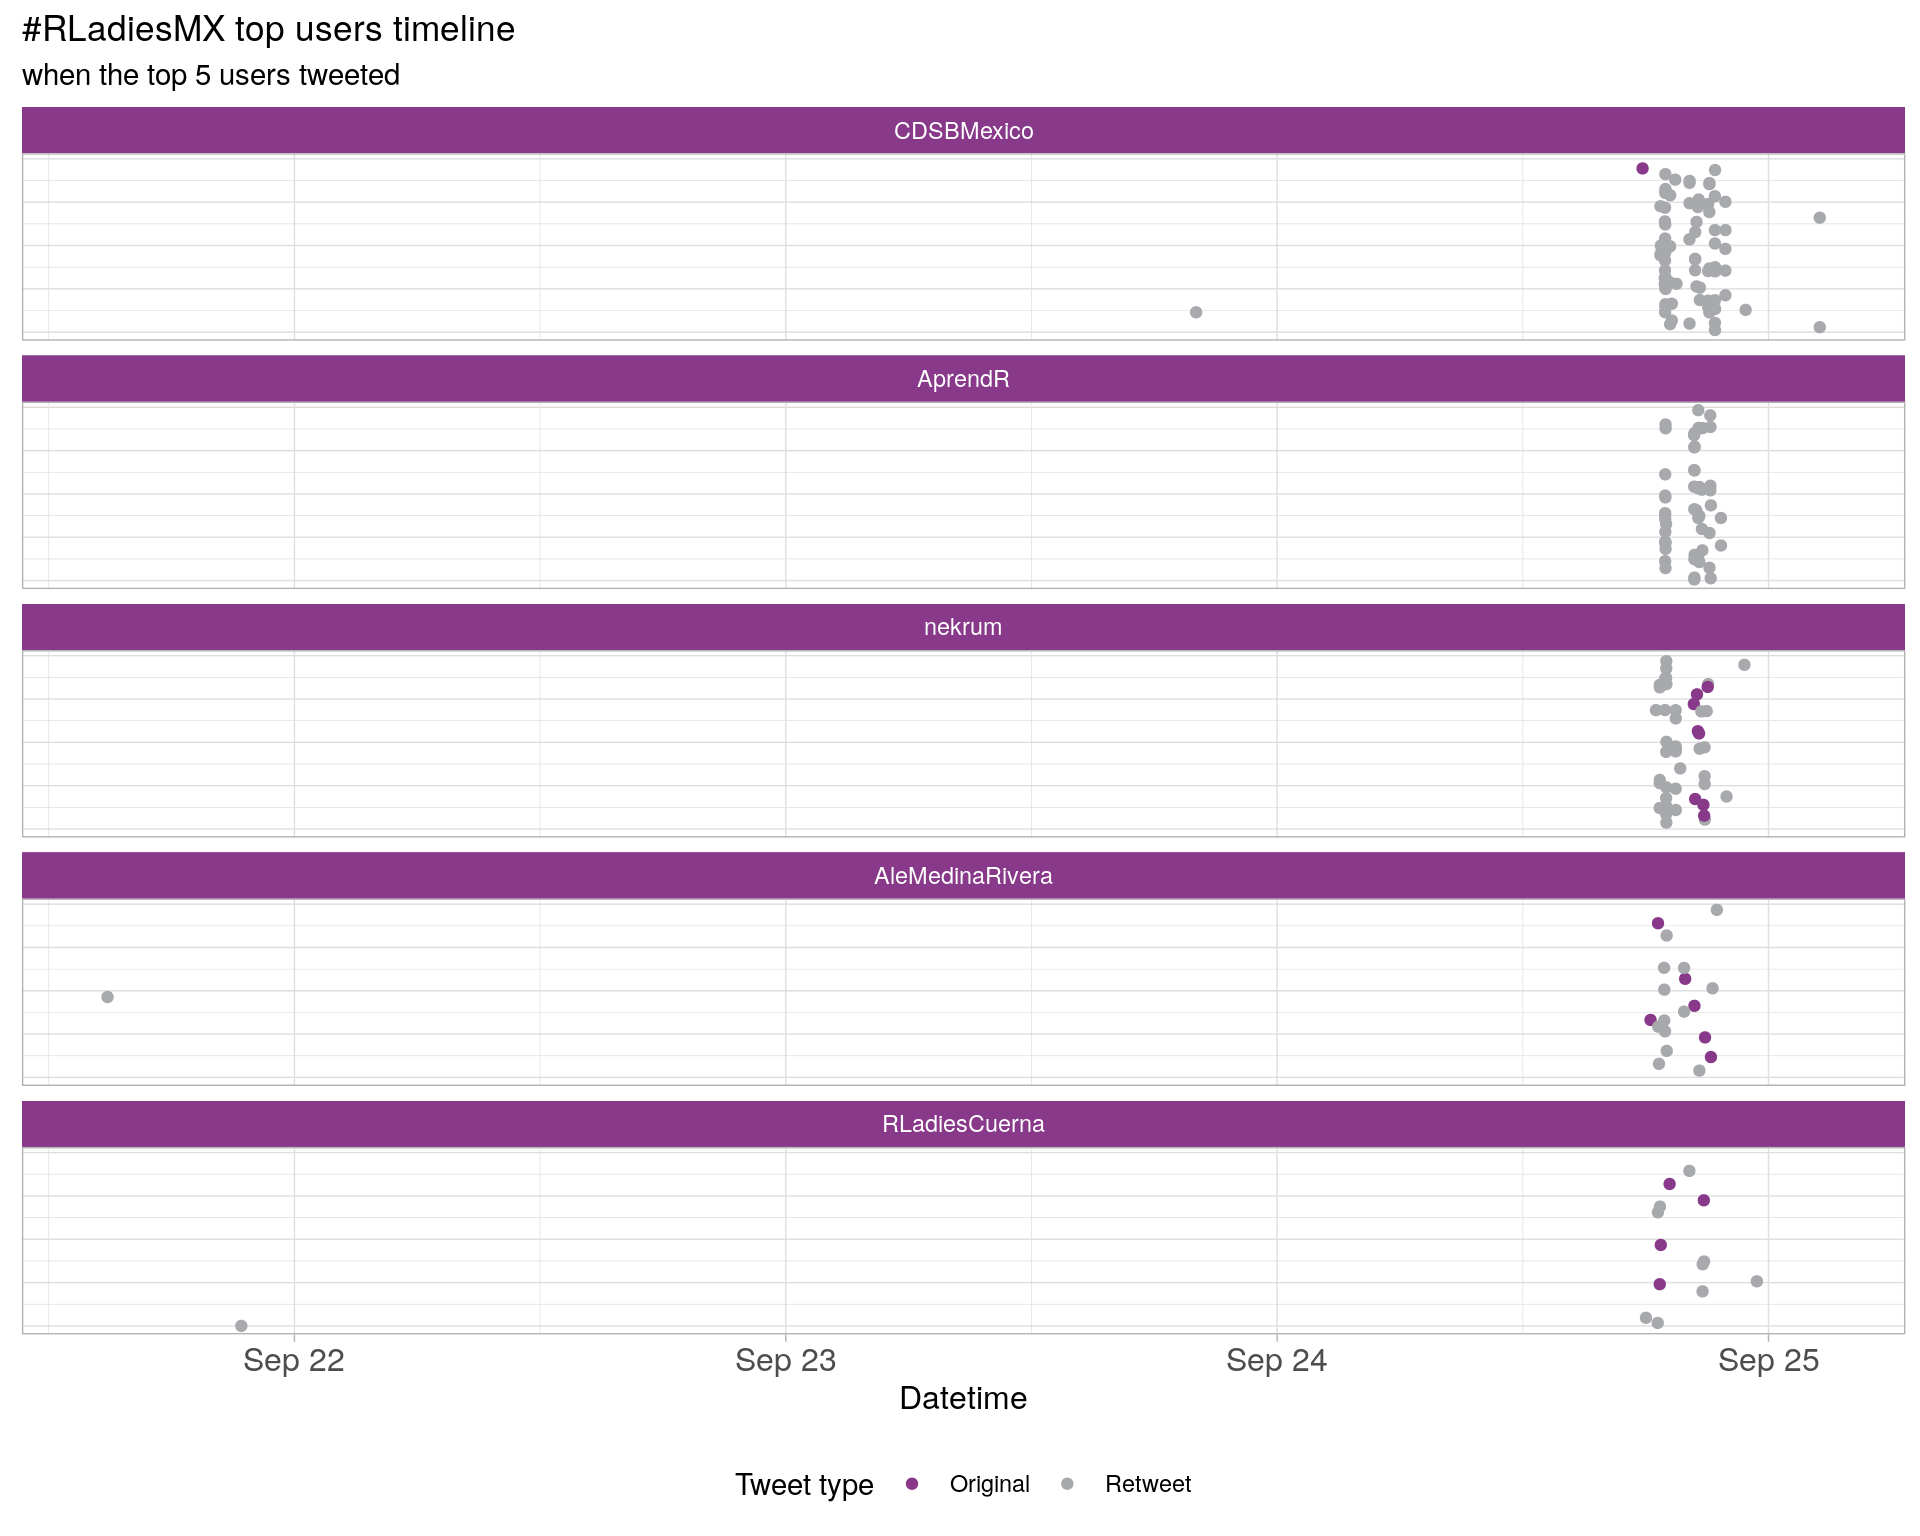 #RLadiesMX top users timeline
when the top 5 users tweeted
CDSBMexico
AprendR
nekrum
AleMedinaRivera
RLadiesCuerna
Sep 22 Sep 23 Sep 24 Sep 25
Datetime
Tweet type Original Retweet